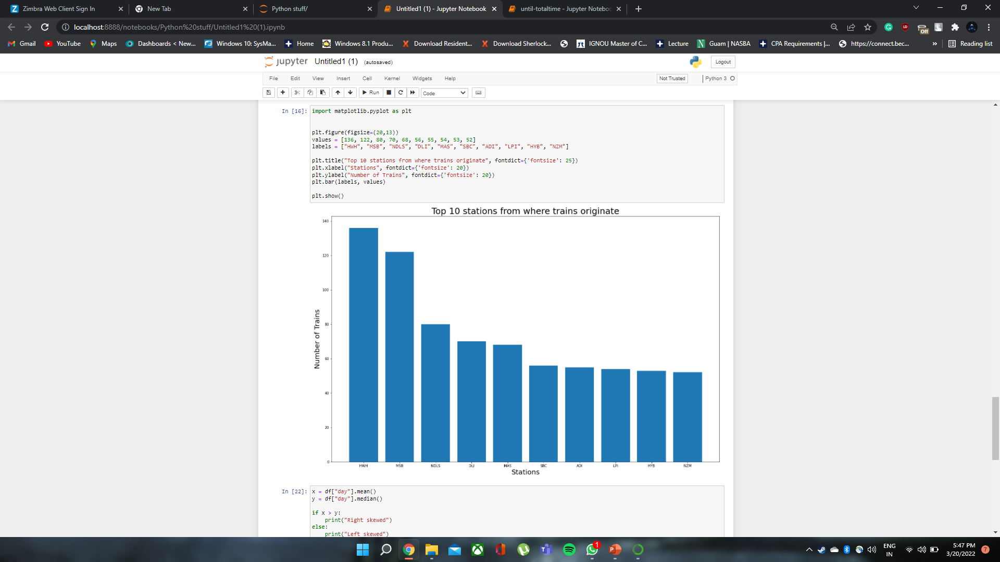 Zimbra Web Client Sign In
New Tab
Python stuff/
Untitled1 (1) - Jupyter Notebook
until-totaltime - Jupyter Noteboo
localhost:8888/notebooks/Python%20stuff/Untitled1%20(1).ipynb
Off
Gmail
YouTube
Maps
Dashboards < New...
Windows 10: SysMa...
Home
Windows 8.1 Produ...
Download Resident...
Download Sherlock...
IGNOU Master of C...
Lecture
Guam | NASBA
CPA Requirements |...
https://connect.bec...
»
Reading list
jupyter Untitled1 (1) (autosaved)
Logout
File Edit View Insert Cell Kernel Widgets Help
Not Trusted
Python 3
Run
Code
In [16]:
import matplotlib.pyplot as plt
plt.figure(figsize=(20,13))
values = [136, 122, 80, 70, 68, 56, 55, 54, 53, 52]
labels = ["HWH", "MSB", "NDLS", "DLI", "MAS", "SBC", "ADI", "LPI", "HYB", "NZM"]
plt.title("Top 10 stations from where trains originate", fontdict={'fontsize': 25})
plt.xlabel("Stations", fontdict={'fontsize': 20})
plt.ylabel("Number of Trains", fontdict={'fontsize': 20})
plt.bar(labels, values)
plt.show()
Top 10 stations from where trains originate
140
120
100
80
60
40
20
0
Number of Trains
HWH MSB NDLS DLI MAS SBC ADI LPI HYB NZM
Stations
In [22]:
x = df["day"].mean()
y = df["day"].median()
if x > y:
print("Right skewed")
else:
print("Left skewed")
1
ENG
IN
5:47 PM
3/20/2022
7